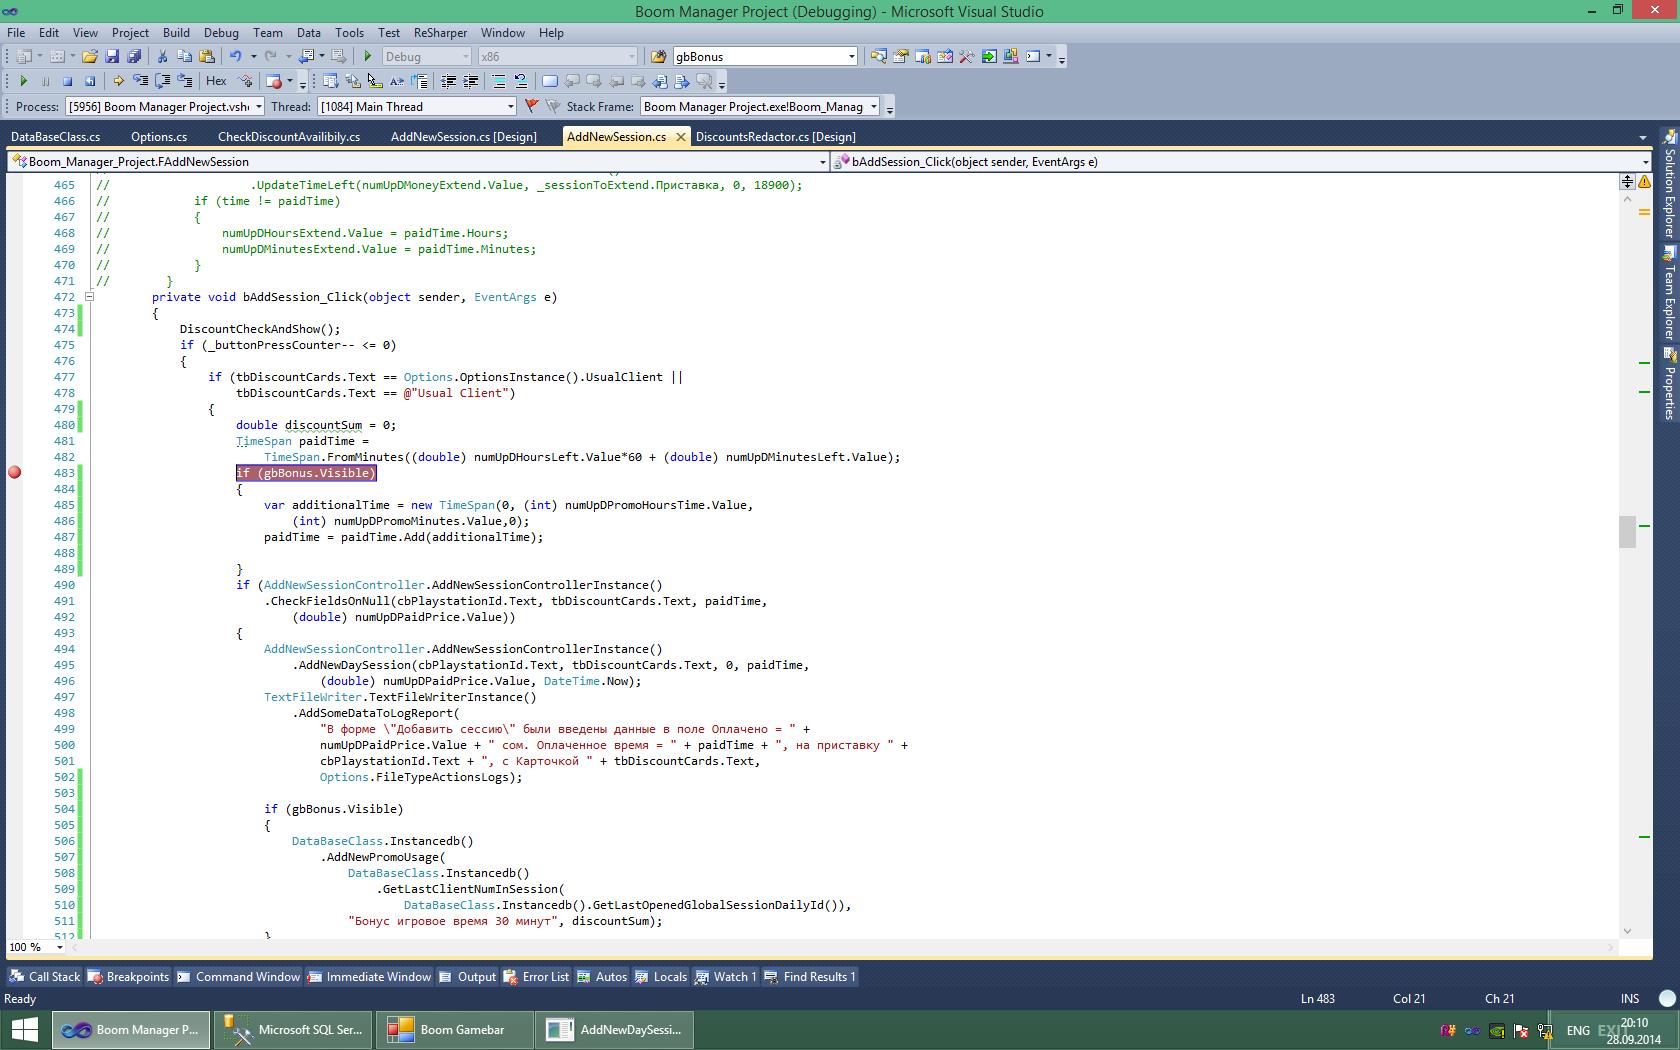 Boom Manager Project (Debugging) - Microsoft Visual Studio
File Edit View Project Build Debug Team Data Tools Test ReSharper Window Help
Debug x86 gbBonus
Hex
Process: [5956] Boom Manager Project.vsh Thread: [1084] Main Thread Stack Frame: Boom Manager Project.exe!Boom_Manag
DataBaseClass.cs Options.cs CheckDiscountAvailibily.cs AddNewSession.cs [Design] AddNewSession.cs DiscountsRedactor.cs [Design]
Boom_Manager_Project.FAddNewSession bAddSession_Click(object sender, EventArgs e)
465 // .UpdateTimeLeft(numUpDMoneyExtend.Value, _sessionToExtend.Приставка, 0, 18900);
466 // if (time != paidTime)
467 // {
468 // numUpDHoursExtend.Value = paidTime.Hours;
469 // numUpDMinutesExtend.Value = paidTime.Minutes;
470 // }
471 // }
472 private void bAddSession_Click(object sender, EventArgs e)
473 {
474 DiscountCheckAndShow();
475 if (_buttonPressCounter-- <= 0)
476 {
477 if (tbDiscountCards.Text == Options.OptionsInstance().UsualClient ||
478 tbDiscountCards.Text == @"Usual Client")
479 {
480 double discountSum = 0;
481 TimeSpan paidTime =
482 TimeSpan.FromMinutes((double) numUpDHoursLeft.Value*60 + (double) numUpDMinutesLeft.Value);
483 if (gbBonus.Visible)
484 {
485 var additionalTime = new TimeSpan(0, (int) numUpDPromoHoursTime.Value,
486 (int) numUpDPromoMinutes.Value,0);
487 paidTime = paidTime.Add(additionalTime);
488
489 }
490 if (AddNewSessionController.AddNewSessionControllerInstance()
491 .CheckFieldsOnNull(cbPlaystationId.Text, tbDiscountCards.Text, paidTime,
492 (double) numUpDPaidPrice.Value))
493 {
494 AddNewSessionController.AddNewSessionControllerInstance()
495 .AddNewDaySession(cbPlaystationId.Text, tbDiscountCards.Text, 0, paidTime,
496 (double) numUpDPaidPrice.Value, DateTime.Now);
497 TextFileWriter.TextFileWriterInstance()
498 .AddSomeDataToLogReport(
499 "В форме \"Добавить сессию\" были введены данные в поле Оплачено = " +
500 numUpDPaidPrice.Value + " сом. Оплаченное время = " + paidTime + ", на приставку " +
501 cbPlaystationId.Text + ", с Карточкой " + tbDiscountCards.Text,
502 Options.FileTypeActionsLogs);
503
504 if (gbBonus.Visible)
505 {
506 DataBaseClass.Instancedb()
507 .AddNewPromoUsage(
508 DataBaseClass.Instancedb()
509 .GetLastClientNumInSession(
510 DataBaseClass.Instancedb().GetLastOpenedGlobalSessionDailyId()),
511 "Бонус игровое время 30 минут", discountSum);
512 }
Solution Explorer
Team Explorer
Properties
100 %
Call Stack Breakpoints Command Window Immediate Window Output Error List Autos Locals Watch 1 Find Results 1
Ready Ln 483 Col 21 Ch 21 INS
Boom Manager P... Microsoft SQL Ser... Boom Gamebar AddNewDaySessi... ENG EXIT 20:10
28.09.2014